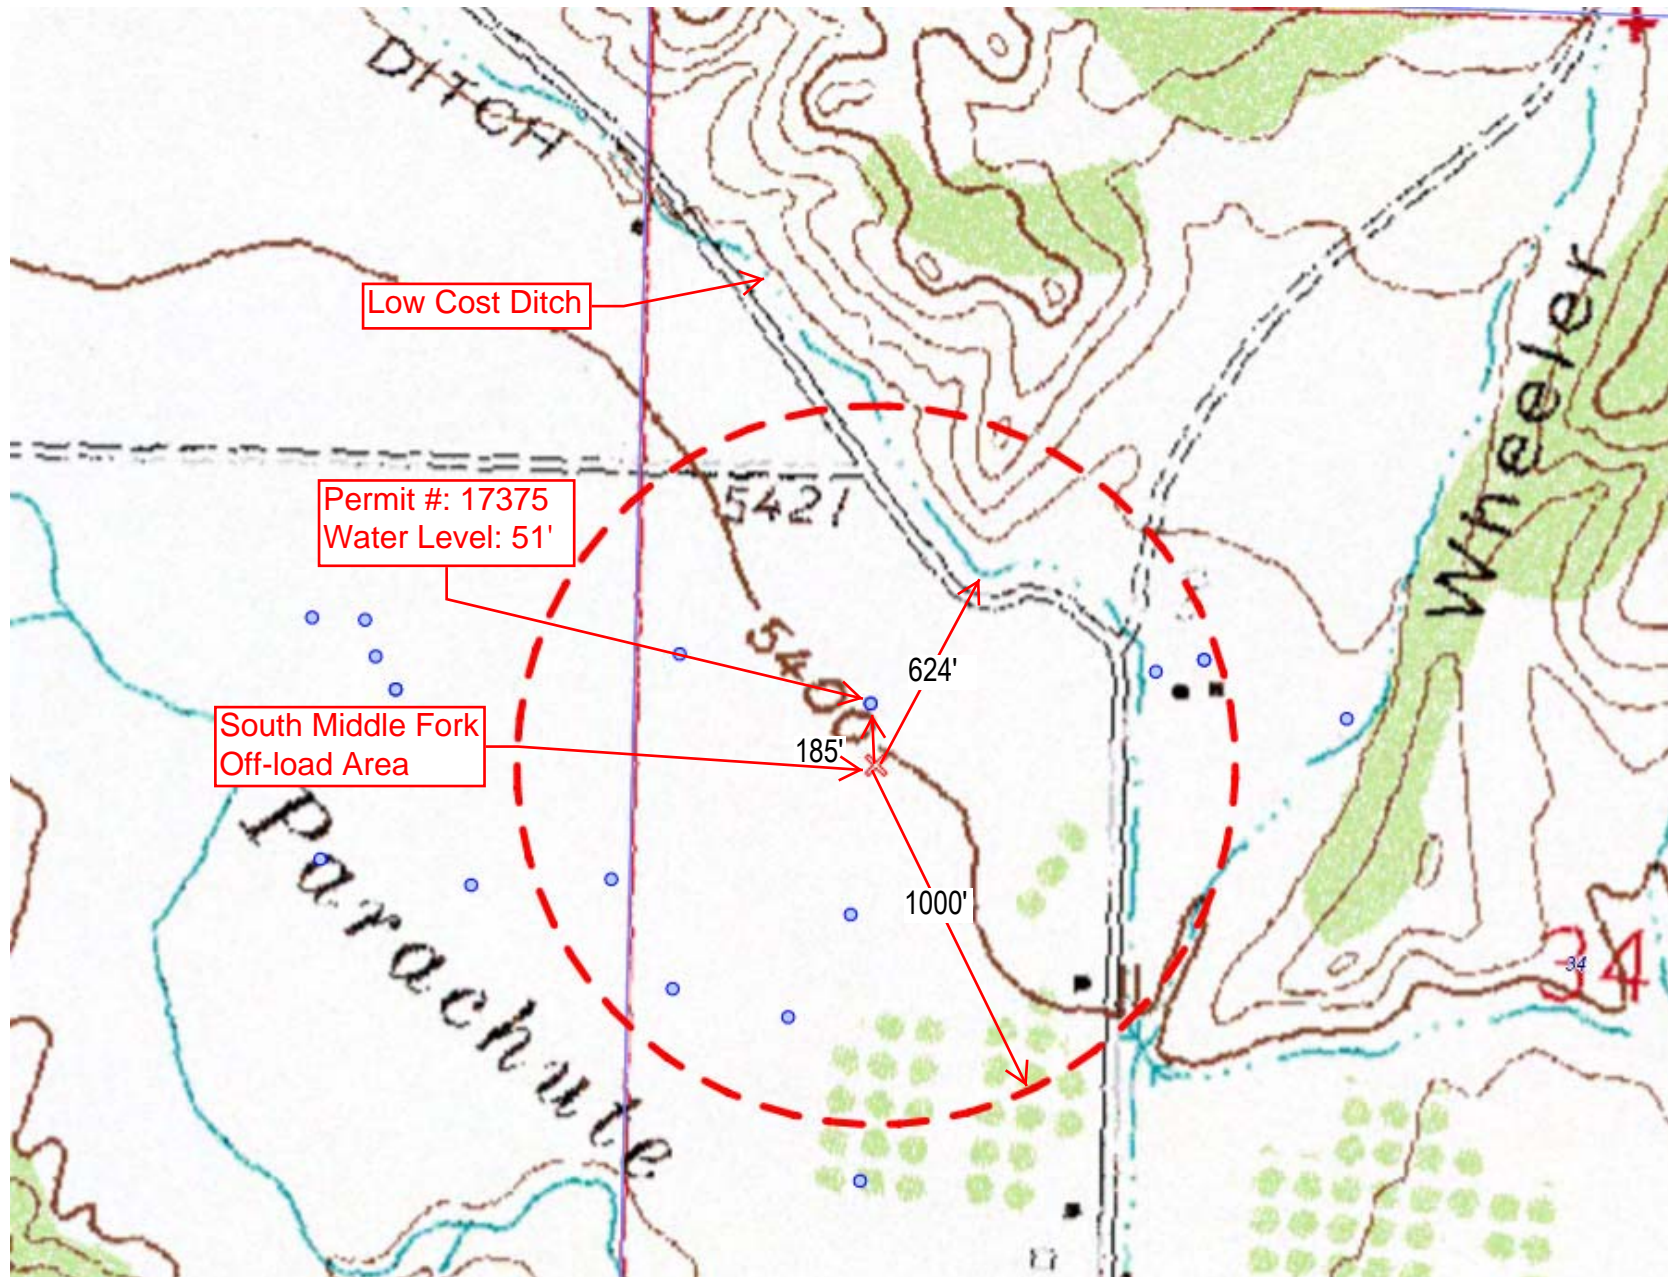 DITCH
Low Cost Ditch
Wheeler
Permit #: 17375
Water Level: 51'
5421
5400
624'
185'
South Middle Fork
Off-load Area
Parachute
1000'
34
34